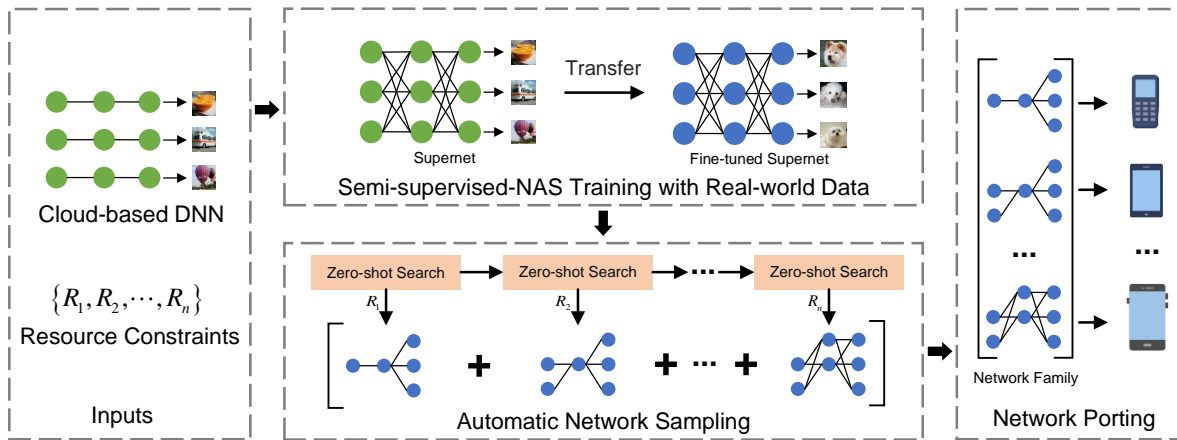 Cloud-based DNN
{R₁, R₂, ⋯, Rₙ}
Resource Constraints
Inputs
Transfer
Supernet
Fine-tuned Supernet
Semi-supervised-NAS Training with Real-world Data
Zero-shot Search
Zero-shot Search
...
Zero-shot Search
R₁
R₂
Rₙ
+
+
...
+
Automatic Network Sampling
...
...
Network Family
Network Porting